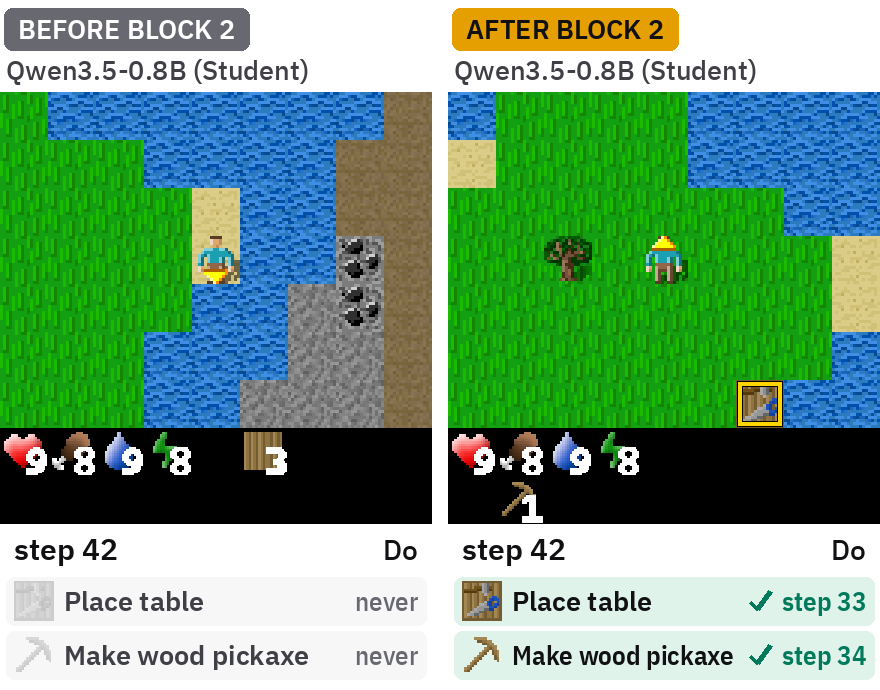 BEFORE BLOCK 2
Qwen3.5-0.8B (Student)
9 8 9 8 3
step 42 Do
Place table never
Make wood pickaxe never
AFTER BLOCK 2
Qwen3.5-0.8B (Student)
9 8 9 8
1
step 42 Do
Place table ✓ step 33
Make wood pickaxe ✓ step 34